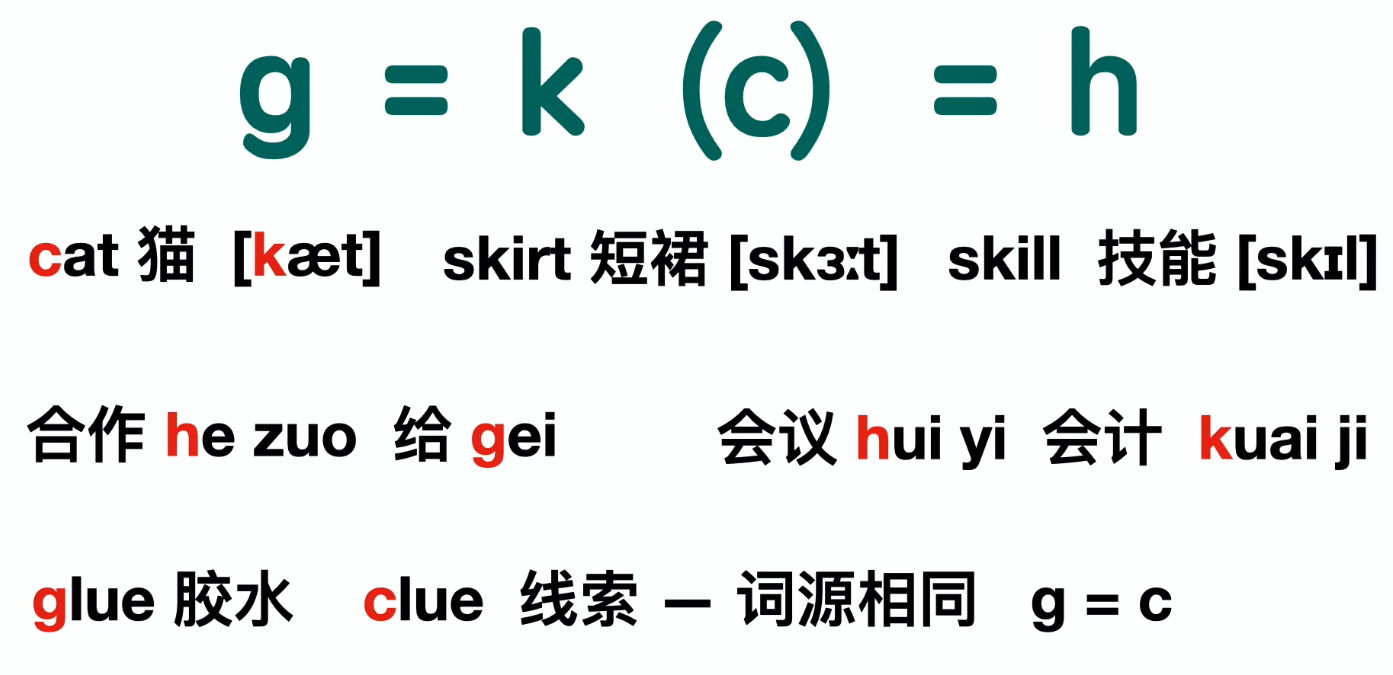 g = k (c) = h
cat 猫 [kæt] skirt 短裙 [skɜːt] skill 技能 [skɪl]
合作 he zuo 给 gei 会议 hui yi 会计 kuai ji
glue 胶水 clue 线索 — 词源相同 g = c